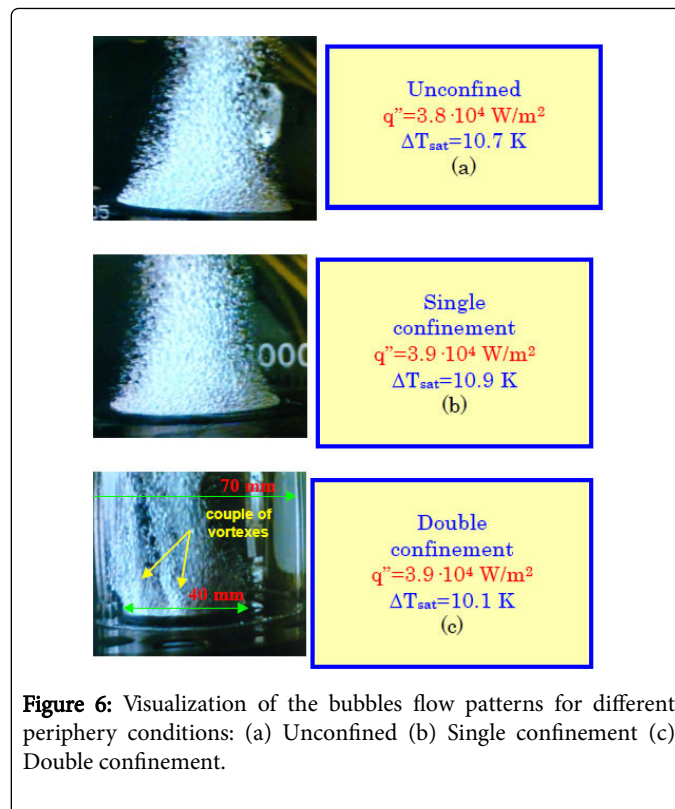 Unconfined
q”=3.8·10⁴ W/m²
ΔTsat=10.7 K
(a)
05
Single
confinement
q”=3.9·10⁴ W/m²
ΔTsat=10.9 K
(b)
000
70 mm
couple of
vortexes
40 mm
Double
confinement
q”=3.9·10⁴ W/m²
ΔTsat=10.1 K
(c)
Figure 6: Visualization of the bubbles flow patterns for different
periphery conditions: (a) Unconfined (b) Single confinement (c)
Double confinement.